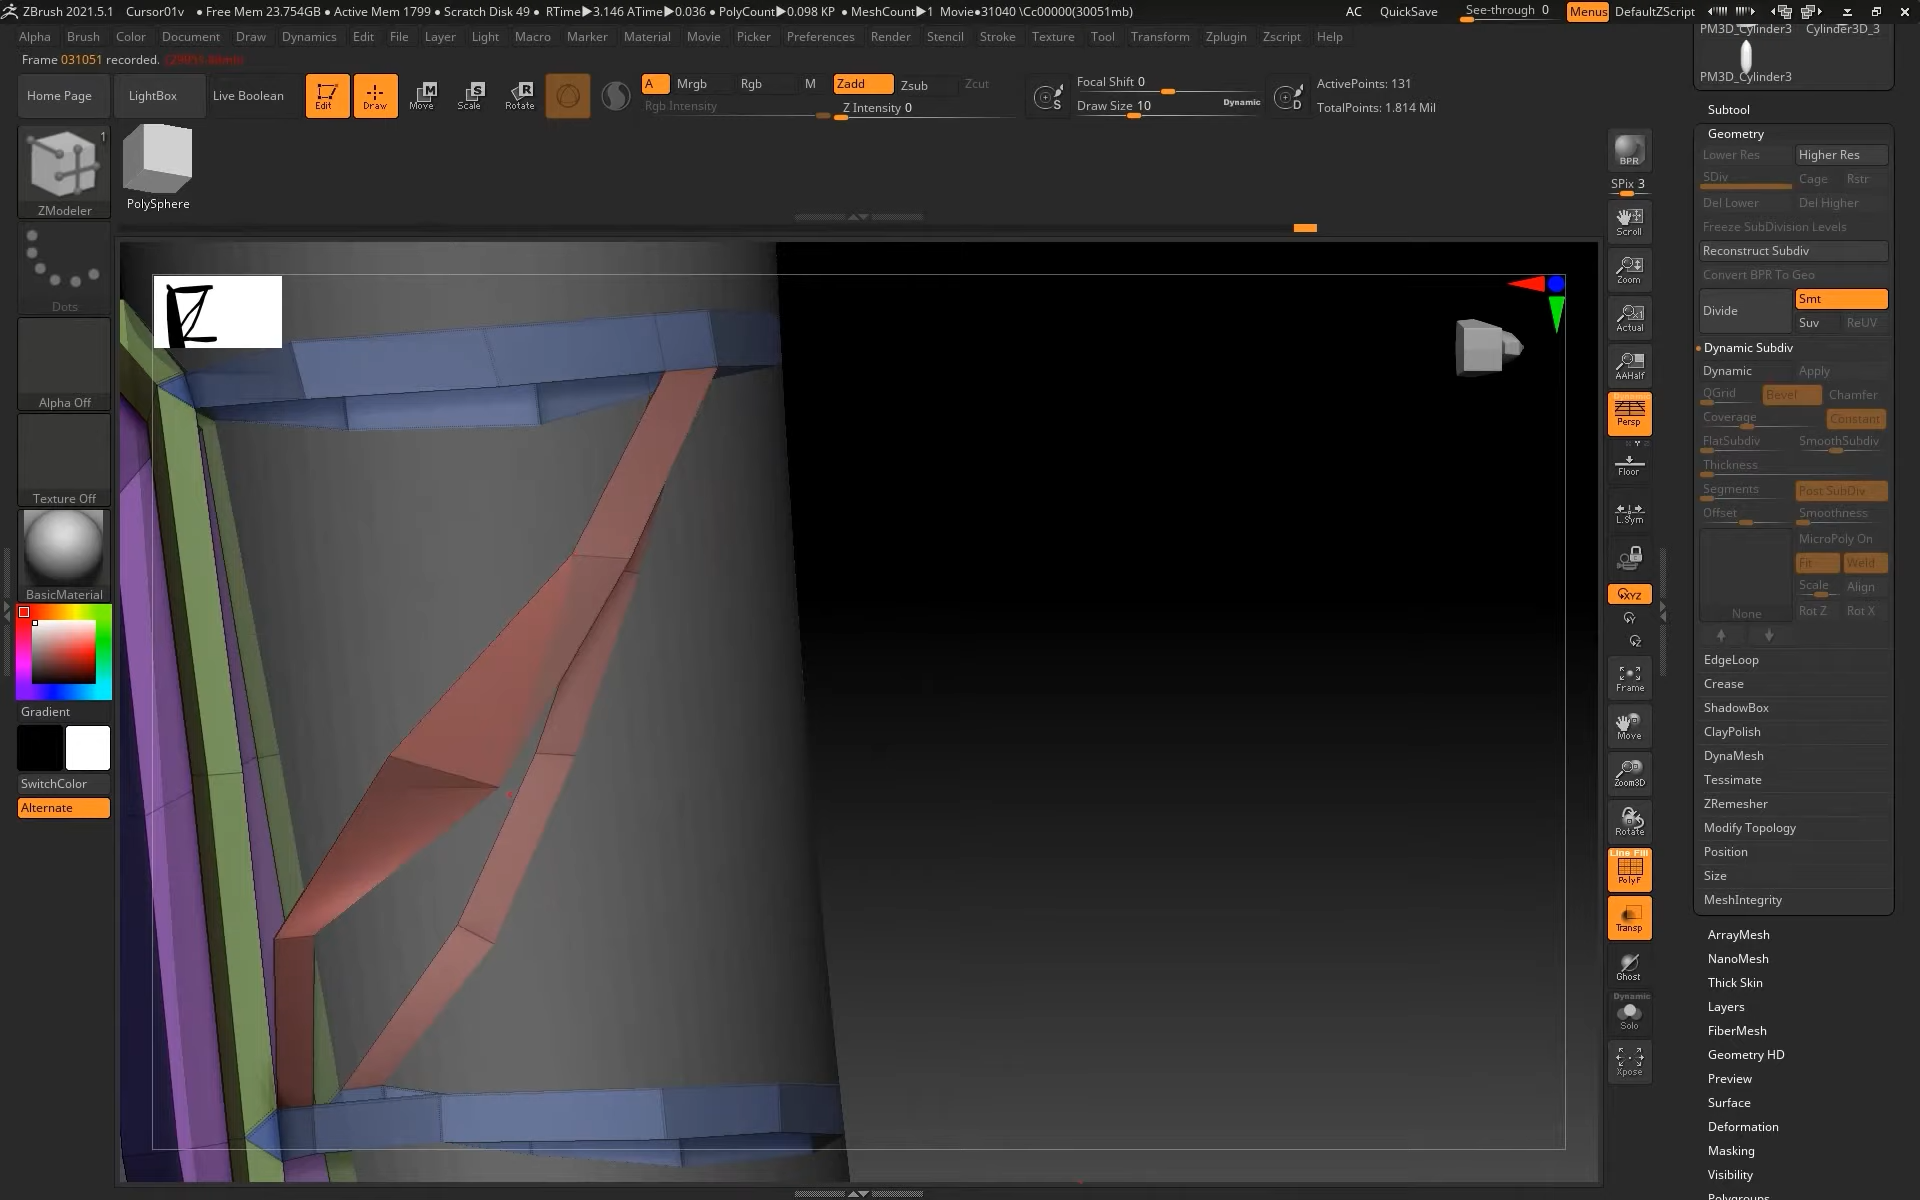 ZBrush 2021.5.1 Cursor01v ● Free Mem 23.754GB ● Active Mem 1799 ● Scratch Disk 49 ● RTime▶3.146 ATime▶0.036 ● PolyCount▶0.098 KP ● MeshCount▶1 Movie●31040 \Cc00000(30051mb) AC QuickSave See-through 0 Menus DefaultZScript
Alpha Brush Color Document Draw Dynamics Edit File Layer Light Macro Marker Material Movie Picker Preferences Render Stencil Stroke Texture Tool Transform Zplugin Zscript Help
Frame 031051 recorded.
Home Page LightBox Live Boolean Edit Draw Move Scale Rotate A Mrgb Rgb M Zadd Zsub Zcut
Rgb Intensity Z Intensity 0
Focal Shift 0
Draw Size 10 Dynamic
S D
ActivePoints: 131
TotalPoints: 1.814 Mil
1
ZModeler
PolySphere
Dots
Alpha Off
Texture Off
BasicMaterial
Gradient
SwitchColor
Alternate
BPR
SPix 3
Scroll
Zoom
Actual
AAHalf
Dynamic
Persp
Floor
L.Sym
XYZ
Y
Z
Frame
Move
Zoom3D
Rotate
Line Fill
PolyF
Transp
Ghost
Dynamic
Solo
Xpose
PM3D_Cylinder3 Cylinder3D_3
PM3D_Cylinder3
Subtool
Geometry
Lower Res Higher Res
SDiv Cage Rstr
Del Lower Del Higher
Freeze SubDivision Levels
Reconstruct Subdiv
Convert BPR To Geo
Divide Smt
Suv ReUV
Dynamic Subdiv
Dynamic Apply
QGrid Bevel Chamfer
Coverage Constant
FlatSubdiv SmoothSubdiv
Thickness
Segments Post SubDiv
Offset Smoothness
MicroPoly On
Fit Weld
Scale Align
None Rot Z Rot X
EdgeLoop
Crease
ShadowBox
ClayPolish
DynaMesh
Tessimate
ZRemesher
Modify Topology
Position
Size
MeshIntegrity
ArrayMesh
NanoMesh
Thick Skin
Layers
FiberMesh
Geometry HD
Preview
Surface
Deformation
Masking
Visibility
Polygroups